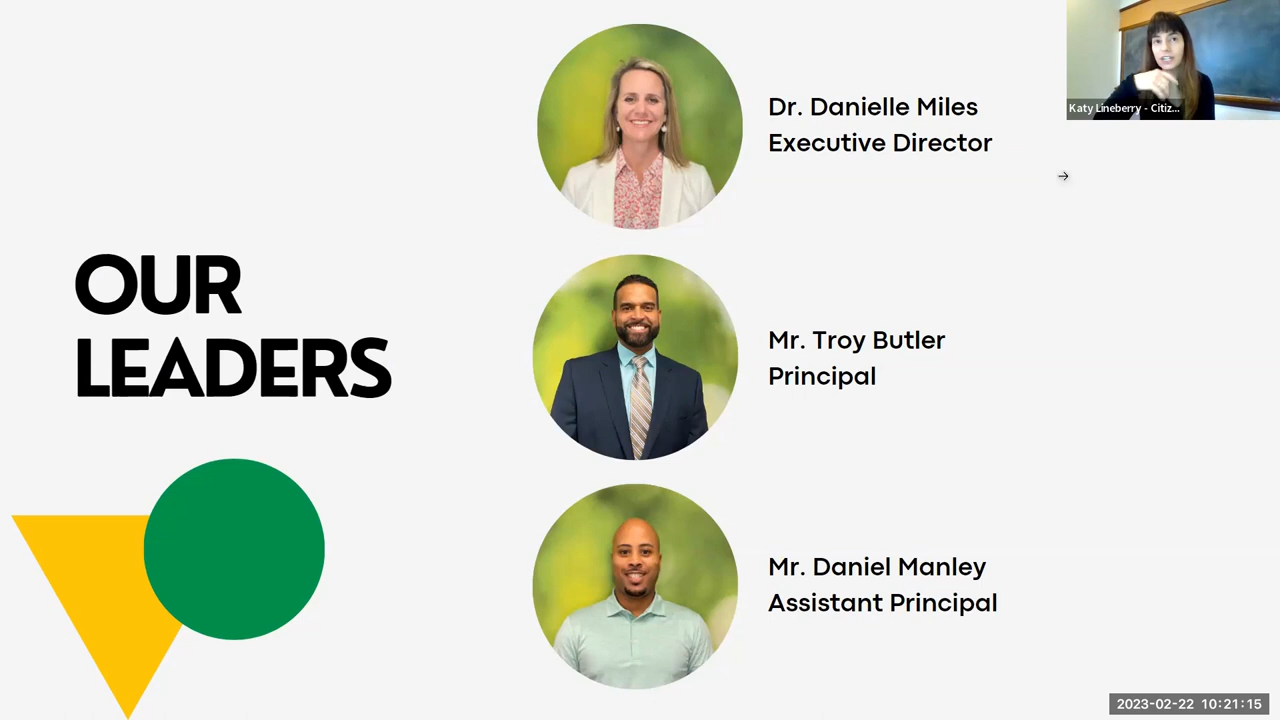 OUR
LEADERS
Dr. Danielle Miles
Executive Director
Mr. Troy Butler
Principal
Mr. Daniel Manley
Assistant Principal
Katy Lineberry - Citiz...
2023-02-22 10:21:15